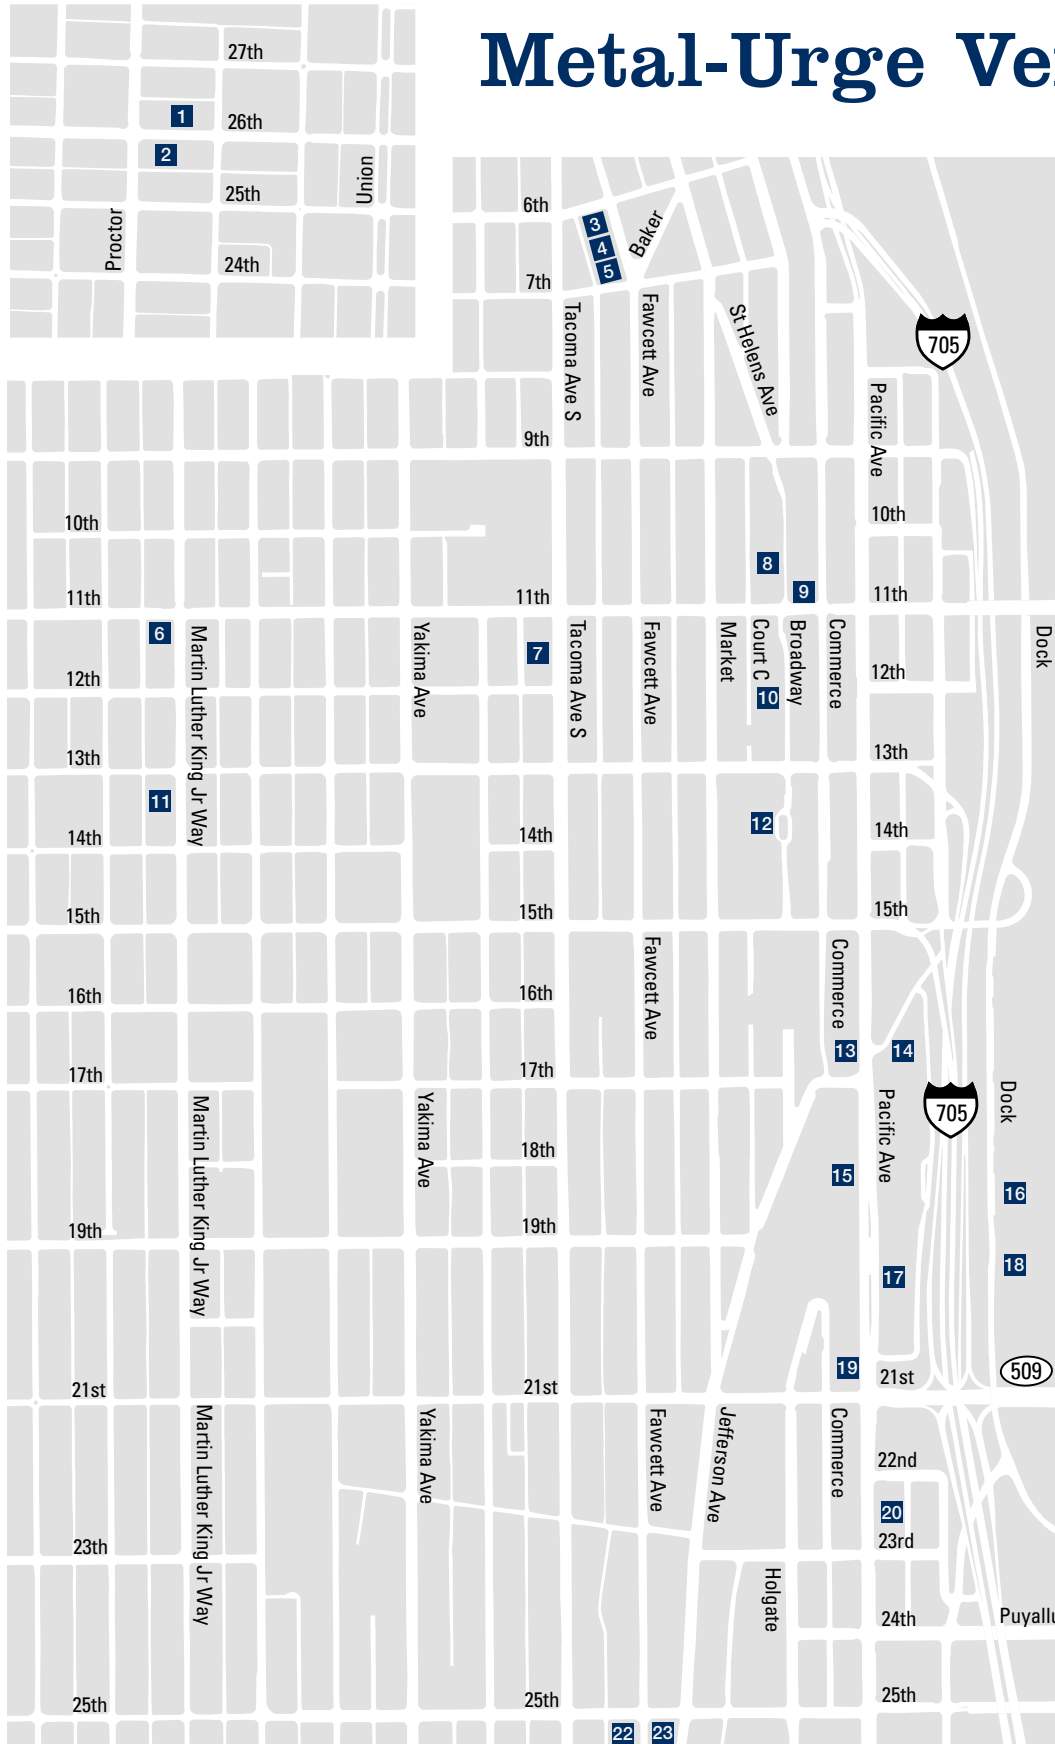 Metal-Urge Ve
27th
1
26th
2
25th
Union
Proctor
24th
6th
3
4
5
Baker
7th
Tacoma Ave S
Fawcett Ave
St Helens Ave
705
Pacific Ave
9th
10th
10th
8
9
11th
11th
11th
6
Martin Luther King Jr Way
Yakima Ave
7
Tacoma Ave S
Fawcett Ave
Market
Court C
Broadway
Commerce
Dock
12th
12th
10
13th
13th
11
12
14th
14th
14th
15th
15th
15th
Fawcett Ave
Commerce
16th
16th
13
14
17th
17th
Martin Luther King Jr Way
Yakima Ave
Pacific Ave
705
Dock
18th
15
16
19th
19th
17
18
19
21st
21st
21st
509
Martin Luther King Jr Way
Yakima Ave
Fawcett Ave
Jefferson Ave
Commerce
22nd
20
23th
23rd
Holgate
24th
Puyallu
25th
25th
25th
22
23